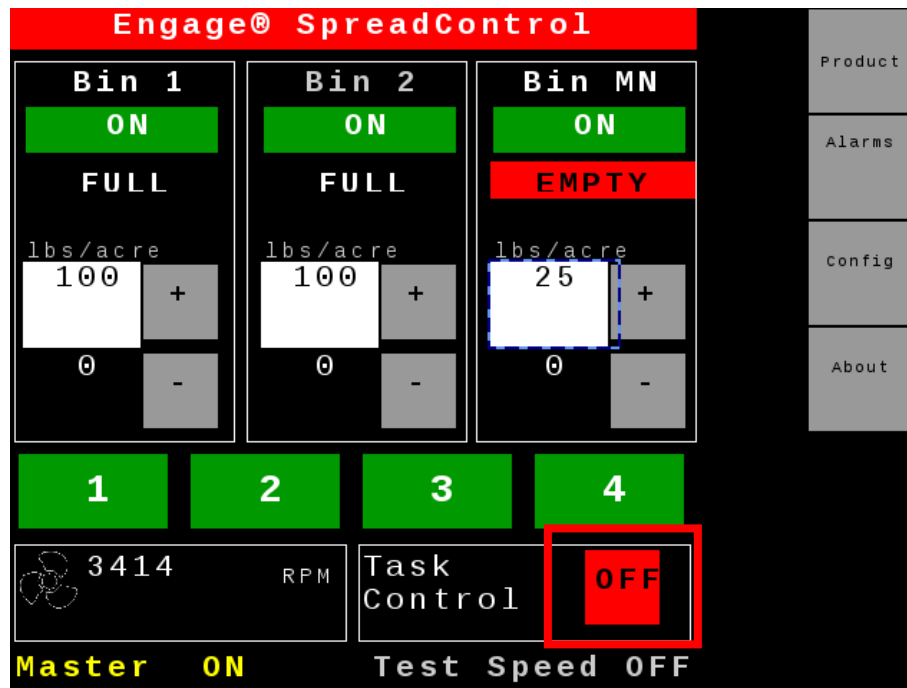 Engage® SpreadControl
Bin 1
ON
FULL
lbs/acre
100
+
0
-
Bin 2
ON
FULL
lbs/acre
100
+
0
-
Bin MN
ON
EMPTY
lbs/acre
25
+
0
-
1 2 3 4
3414 RPM
Task
Control
OFF
Master ON Test Speed OFF
Product
Alarms
Config
About